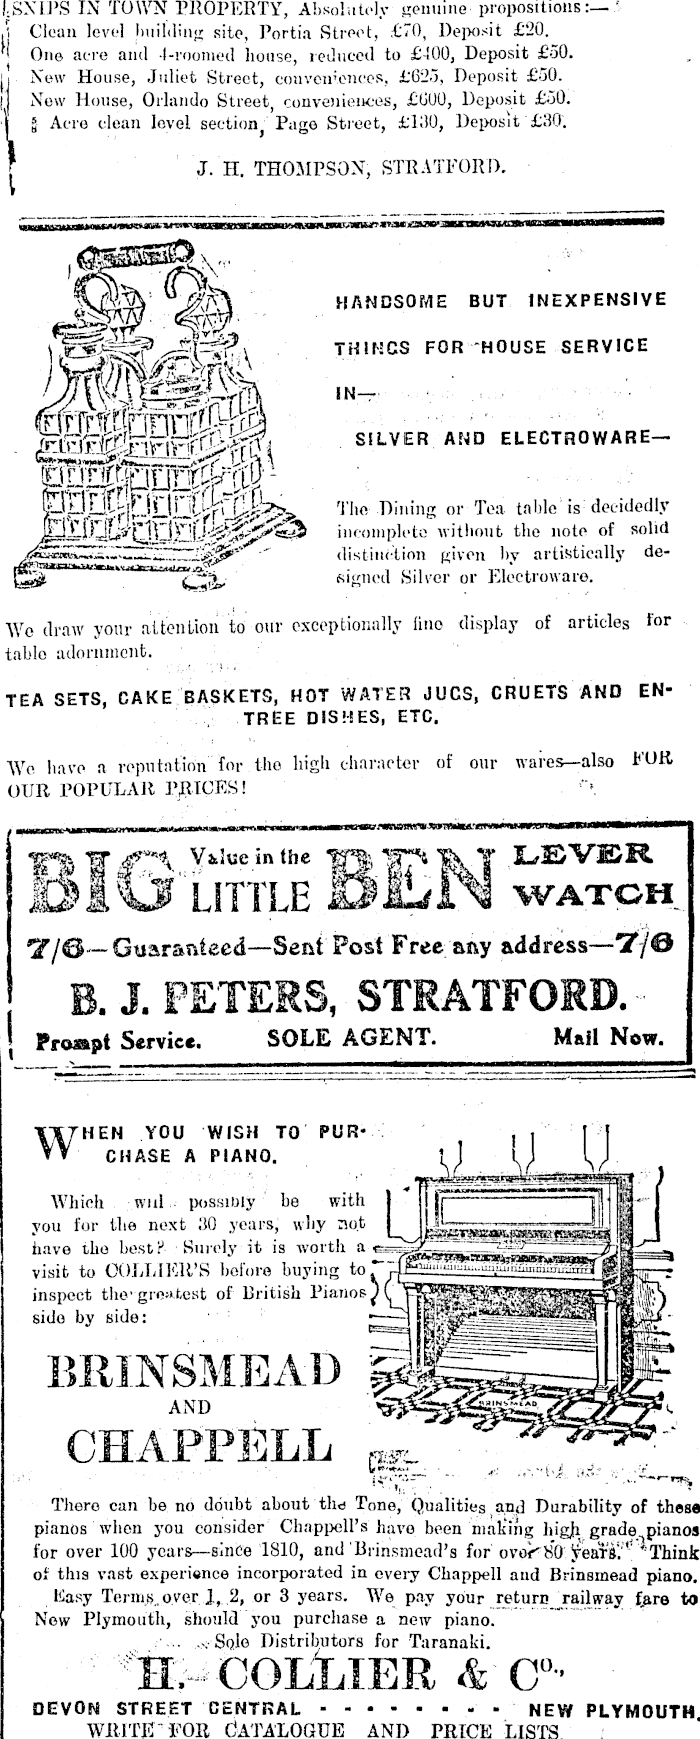 SNIPS IN TOWN PROPERTY, Absolutely genuine propositions:—
Clean level building site, Portia Street, £70, Deposit £20.
One acre and 4-roomed house, reduced to £400, Deposit £50.
New House, Juliet Street, conveniences, £625, Deposit £50.
New House, Orlando Street, conveniences, £600, Deposit £50.
Acre clean level section, Page Street, £130, Deposit £30.
J. H. THOMPSON, STRATFORD.
HANDSOME BUT INEXPENSIVE
THINGS FOR HOUSE SERVICE
IN—
SILVER AND ELECTROWARE—
The Dining or Tea table is decidedly
incomplete without the note of solid
distinction given by artistically de-
signed Silver or Electroware.
We draw your attention to our exceptionally fine display of articles for
table adornment.
TEA SETS, CAKE BASKETS, HOT WATER JUGS, CRUETS AND EN-
TREE DISHES, ETC.
We have a reputation for the high character of our wares—also FOR
OUR POPULAR PRICES!
BIG Value in the LITTLE BEN LEVER WATCH
7/6—Guaranteed—Sent Post Free any address—7/6
B. J. PETERS, STRATFORD.
Prompt Service. SOLE AGENT. Mail Now.
WHEN YOU WISH TO PUR-
CHASE A PIANO.
Which will possibly be with
you for the next 30 years, why not
have the best? Surely it is worth a
visit to COLLIER'S before buying to
inspect the greatest of British Pianos
side by side:
BRINSMEAD
AND
CHAPPELL
BRINSMEAD
There can be no doubt about the Tone, Qualities and Durability of these
pianos when you consider Chappell's have been making high grade pianos
for over 100 years—since 1810, and Brinsmead's for over 80 years. Think
of this vast experience incorporated in every Chappell and Brinsmead piano.
Easy Terms over 1, 2, or 3 years. We pay your return railway fare to
New Plymouth, should you purchase a new piano.
Sole Distributors for Taranaki.
H. COLLIER & Co.,
DEVON STREET CENTRAL - - - - - - - - NEW PLYMOUTH.
WRITE FOR CATALOGUE AND PRICE LISTS.